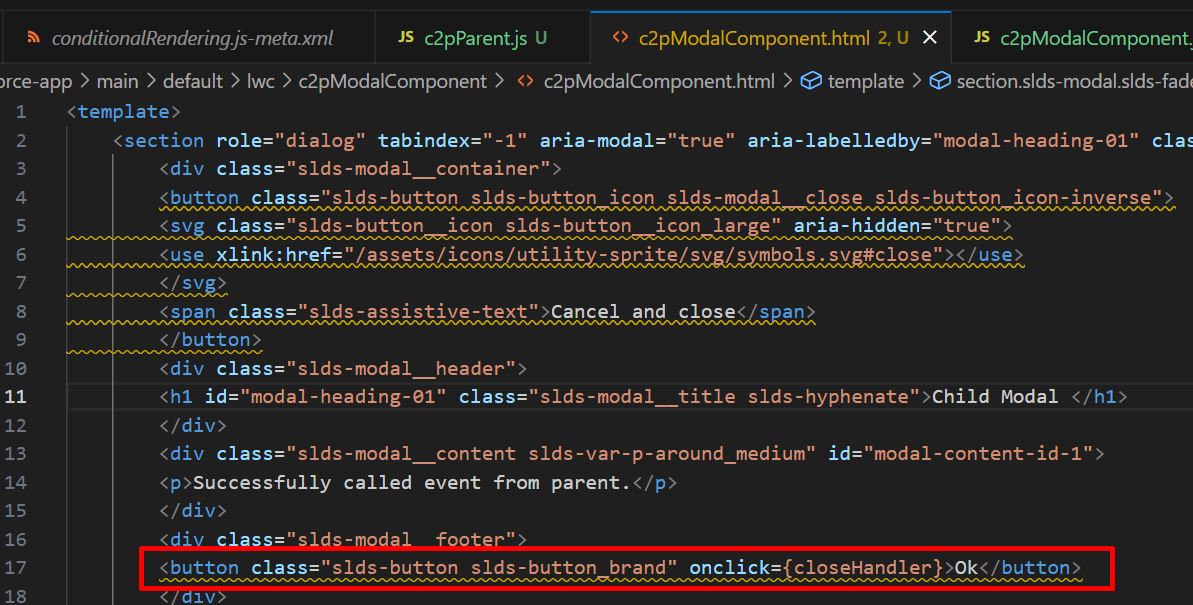 conditionalRendering.js-meta.xml JS c2pParent.js U <> c2pModalComponent.html 2, U JS c2pModalComponent.
orce-app > main > default > lwc > c2pModalComponent > <> c2pModalComponent.html > template > section.slds-modal.slds-fade
1 <template>
2 <section role="dialog" tabindex="-1" aria-modal="true" aria-labelledby="modal-heading-01" clas
3 <div class="slds-modal__container">
4 <button class="slds-button slds-button_icon slds-modal__close slds-button_icon-inverse">
5 <svg class="slds-button__icon slds-button__icon_large" aria-hidden="true">
6 <use xlink:href="/assets/icons/utility-sprite/svg/symbols.svg#close"></use>
7 </svg>
8 <span class="slds-assistive-text">Cancel and close</span>
9 </button>
10 <div class="slds-modal__header">
11 <h1 id="modal-heading-01" class="slds-modal__title slds-hyphenate">Child Modal </h1>
12 </div>
13 <div class="slds-modal__content slds-var-p-around_medium" id="modal-content-id-1">
14 <p>Successfully called event from parent.</p>
15 </div>
16 <div class="slds-modal__footer">
17 <button class="slds-button slds-button_brand" onclick={closeHandler}>Ok</button>
18 </div>